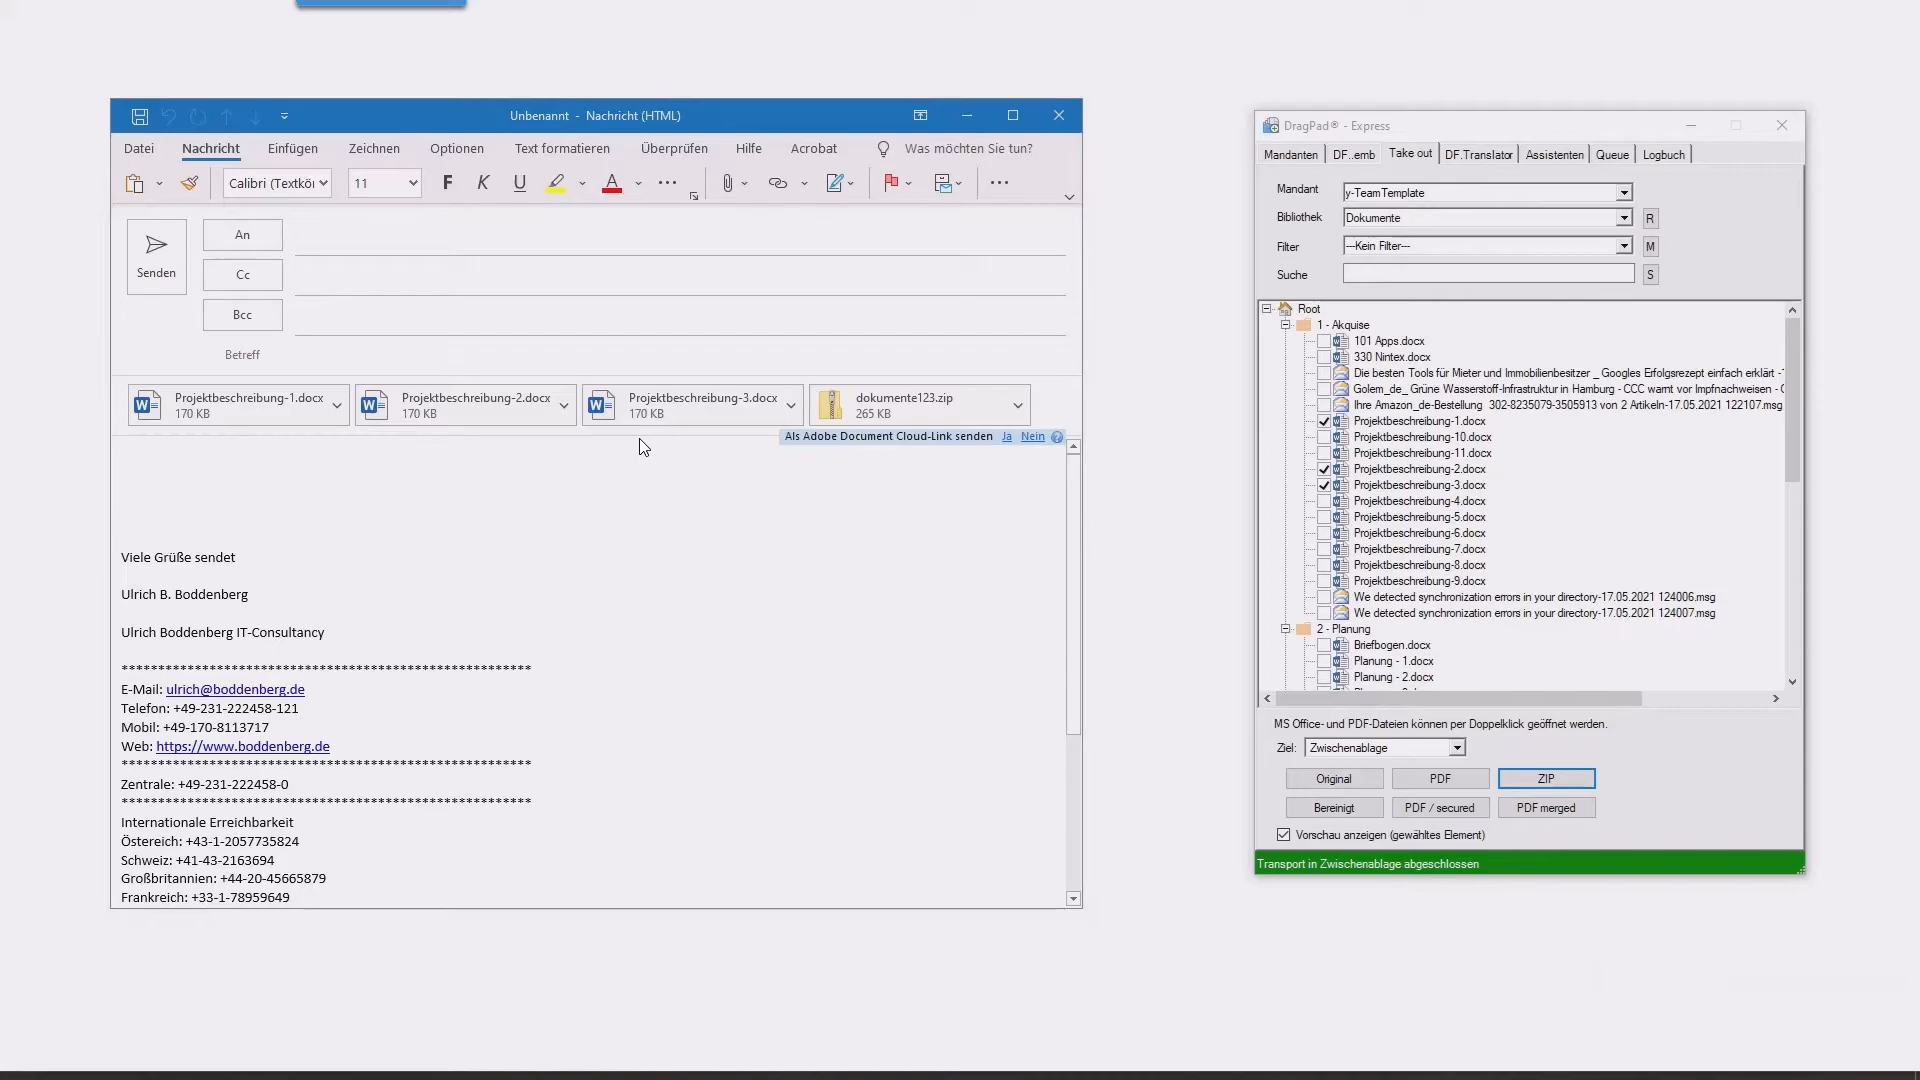 Unbenannt - Nachricht (HTML)
Datei Nachricht Einfügen Zeichnen Optionen Text formatieren Überprüfen Hilfe Acrobat Was möchten Sie tun?
Calibri (Textköı 11 F K U A
Senden
An
Cc
Bcc
Betreff
Projektbeschreibung-1.docx
170 KB
Projektbeschreibung-2.docx
170 KB
Projektbeschreibung-3.docx
170 KB
dokumente123.zip
265 KB
Als Adobe Document Cloud-Link senden Ja Nein ?
Viele Grüße sendet
Ulrich B. Boddenberg
Ulrich Boddenberg IT-Consultancy
******************************************************
E-Mail: ulrich@boddenberg.de
Telefon: +49-231-222458-121
Mobil: +49-170-8113717
Web: https://www.boddenberg.de
******************************************************
Zentrale: +49-231-222458-0
******************************************************
Internationale Erreichbarkeit
Östereich: +43-1-2057735824
Schweiz: +41-43-2163694
Großbritannien: +44-20-45665879
Frankreich: +33-1-78959649
DragPad® - Express
Mandanten DF..emb Take out DF.Translator Assistenten Queue Logbuch
Mandant y-TeamTemplate
Bibliothek Dokumente R
Filter ---Kein Filter--- M
Suche S
Root
1 - Akquise
101 Apps.docx
330 Nintex.docx
Die besten Tools für Mieter und Immobilienbesitzer _ Googles Erfolgsrezept einfach erklärt -
Golem_de_ Grüne Wasserstoff-Infrastruktur in Hamburg - CCC warnt vor Impfnachweisen -
Ihre Amazon_de-Bestellung 302-8235079-3505913 von 2 Artikeln-17.05.2021 122107.msg
Projektbeschreibung-1.docx
Projektbeschreibung-10.docx
Projektbeschreibung-11.docx
Projektbeschreibung-2.docx
Projektbeschreibung-3.docx
Projektbeschreibung-4.docx
Projektbeschreibung-5.docx
Projektbeschreibung-6.docx
Projektbeschreibung-7.docx
Projektbeschreibung-8.docx
Projektbeschreibung-9.docx
We detected synchronization errors in your directory-17.05.2021 124006.msg
We detected synchronization errors in your directory-17.05.2021 124007.msg
2 - Planung
Briefbogen.docx
Planung - 1.docx
Planung - 2.docx
MS Office- und PDF-Dateien können per Doppelklick geöffnet werden.
Ziel: Zwischenablage
Original PDF ZIP
Bereinigt PDF / secured PDF merged
Vorschau anzeigen (gewähltes Element)
Transport in Zwischenablage abgeschlossen